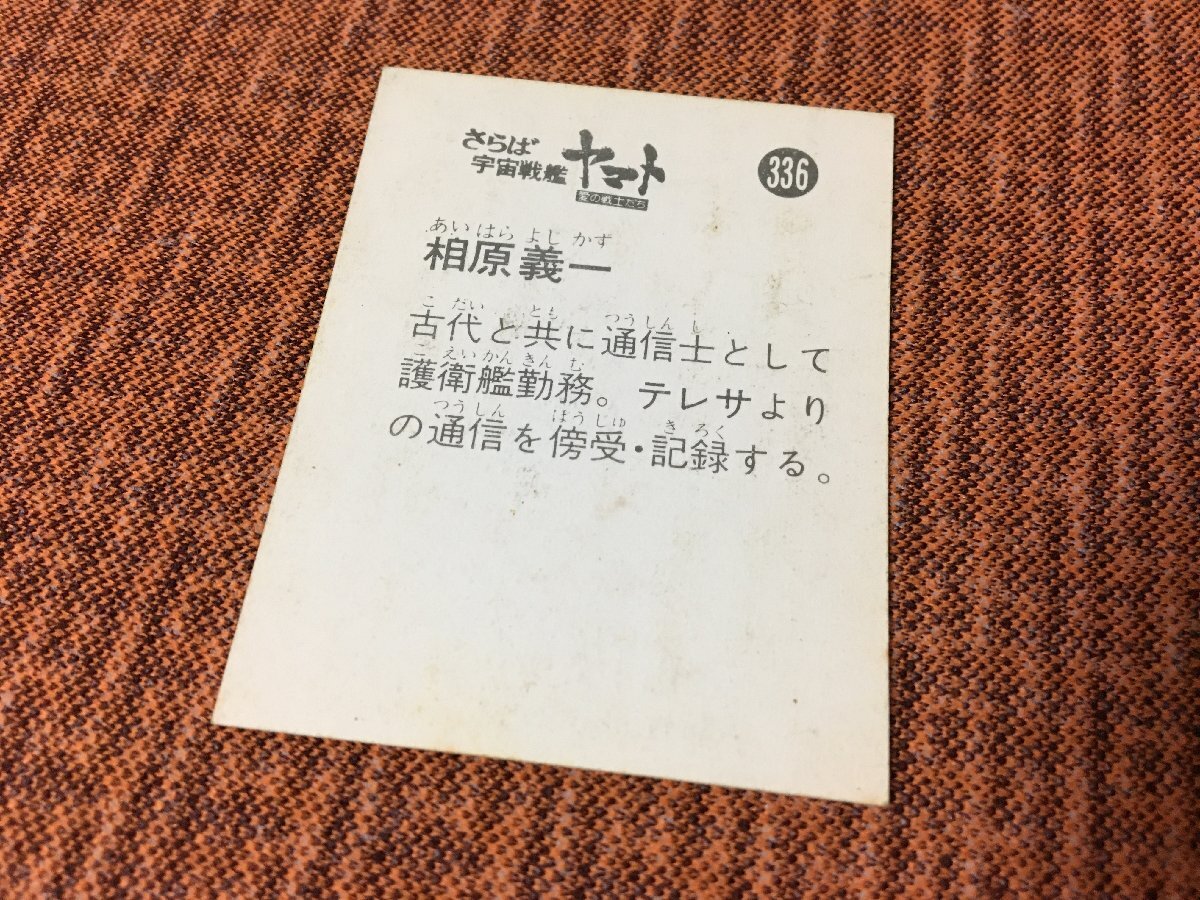 さらば
宇宙戦艦
ヤマト
愛の戦士たち
336
あいはらよしかず
相原義一
こだい とも つうしんし
古代と共に通信士として
ごえいかんきんむ
護衛艦勤務。テレサより
つうしん ぼうじゅ きろく
の通信を傍受・記録する。